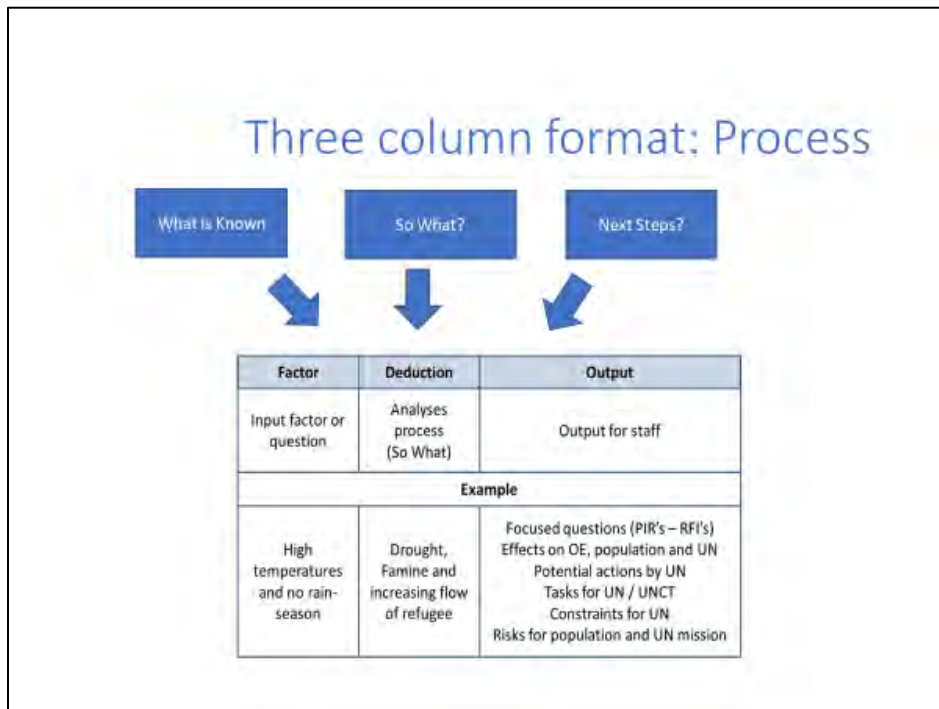 Three column format: Process
What Is Known
So What?
Next Steps?
Factor
Deduction
Output
Input factor or
question
Analyses
process
(So What)
Output for staff
Example
High
temperatures
and no rain-
season
Drought,
Famine and
increasing flow
of refugee
Focused questions (PIR's – RFI's)
Effects on OE, population and UN
Potential actions by UN
Tasks for UN / UNCT
Constraints for UN
Risks for population and UN mission